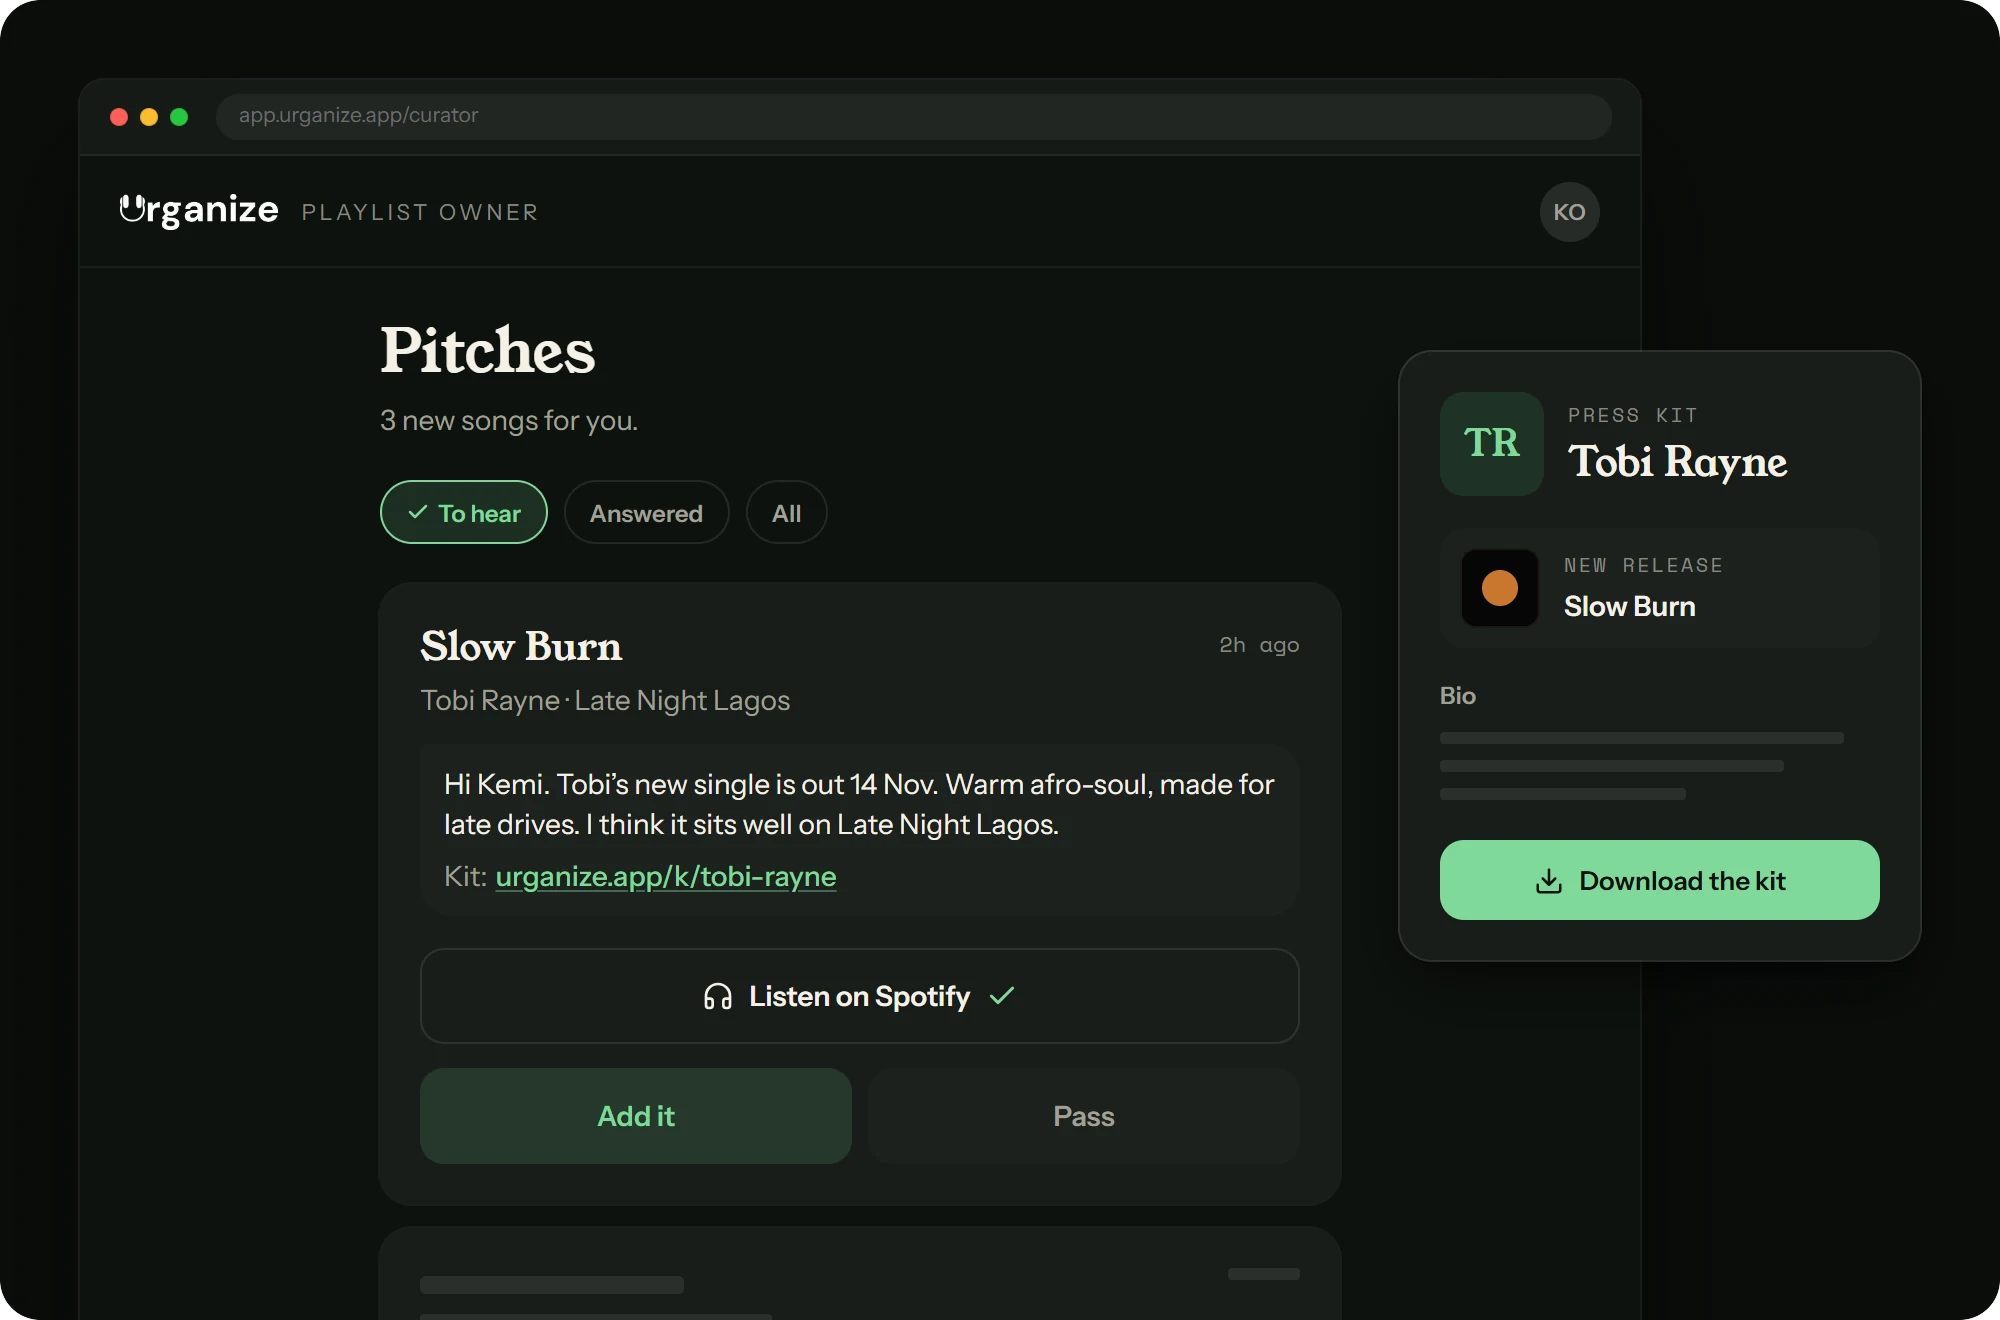 app.urganize.app/curator
Urganize PLAYLIST OWNER
KO
Pitches
3 new songs for you.
To hear
Answered
All
Slow Burn
2h ago
Tobi Rayne · Late Night Lagos
Hi Kemi. Tobi’s new single is out 14 Nov. Warm afro-soul, made for
late drives. I think it sits well on Late Night Lagos.
Kit: urganize.app/k/tobi-rayne
Listen on Spotify
Add it
Pass
TR
PRESS KIT
Tobi Rayne
NEW RELEASE
Slow Burn
Bio
Download the kit